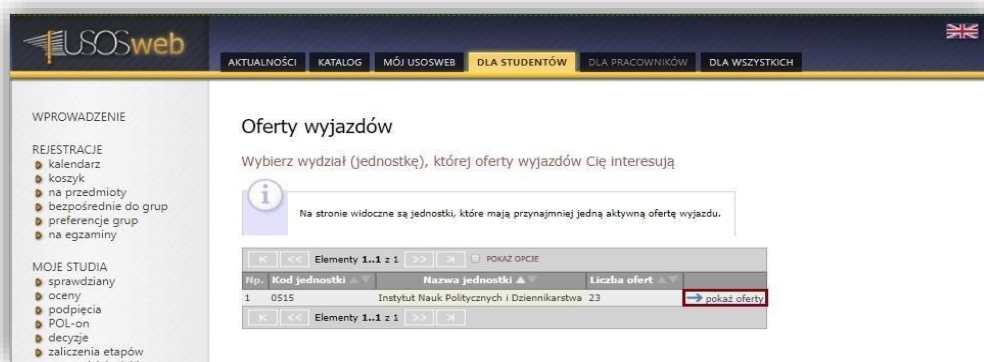 USOSweb
AKTUALNOŚCI KATALOG MÓJ USOSWEB DLA STUDENTÓW DLA PRACOWNIKÓW DLA WSZYSTKICH
WPROWADZENIE
REJESTRACJE
kalendarz
koszyk
na przedmioty
bezpośrednie do grup
preferencje grup
na egzaminy
MOJE STUDIA
sprawdziany
oceny
podpięcia
POL-on
decyzje
zaliczenia etapów
Oferty wyjazdów
Wybierz wydział (jednostkę), której oferty wyjazdów Cię interesują
Na stronie widoczne są jednostki, które mają przynajmniej jedną aktywną ofertę wyjazdu.
K << Elementy 1..1 z 1 >> >| POKAŻ OPCJE
Np. Kod jednostki Nazwa jednostki Liczba ofert
1 0515 Instytut Nauk Politycznych i Dziennikarstwa 23 pokaż oferty
K << Elementy 1..1 z 1 >> >|